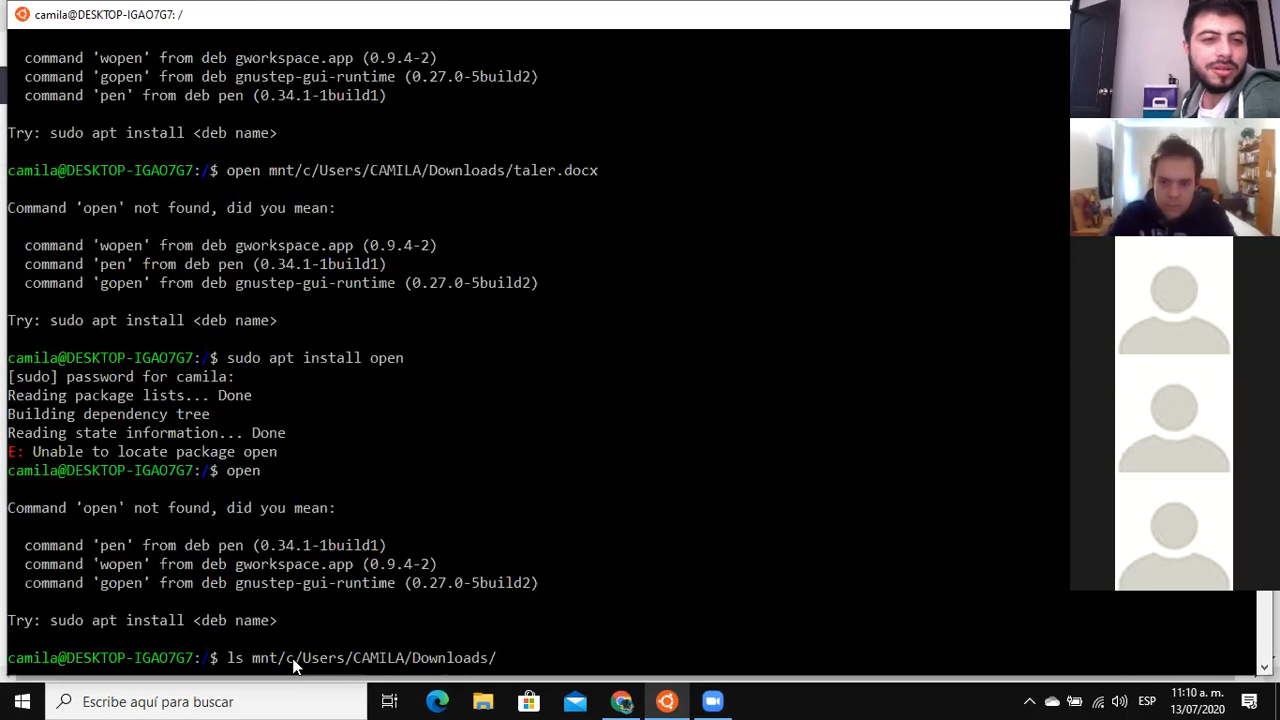 camila@DESKTOP-IGAO7G7: /
command 'wopen' from deb gworkspace.app (0.9.4-2)
command 'gopen' from deb gnustep-gui-runtime (0.27.0-5build2)
command 'pen' from deb pen (0.34.1-1build1)
Try: sudo apt install <deb name>
camila@DESKTOP-IGAO7G7:/$ open mnt/c/Users/CAMILA/Downloads/taler.docx
Command 'open' not found, did you mean:
command 'wopen' from deb gworkspace.app (0.9.4-2)
command 'pen' from deb pen (0.34.1-1build1)
command 'gopen' from deb gnustep-gui-runtime (0.27.0-5build2)
Try: sudo apt install <deb name>
camila@DESKTOP-IGAO7G7:/$ sudo apt install open
[sudo] password for camila:
Reading package lists... Done
Building dependency tree
Reading state information... Done
E: Unable to locate package open
camila@DESKTOP-IGAO7G7:/$ open
Command 'open' not found, did you mean:
command 'pen' from deb pen (0.34.1-1build1)
command 'wopen' from deb gworkspace.app (0.9.4-2)
command 'gopen' from deb gnustep-gui-runtime (0.27.0-5build2)
Try: sudo apt install <deb name>
camila@DESKTOP-IGAO7G7:/$ ls mnt/c/Users/CAMILA/Downloads/
Escribe aquí para buscar
ESP
11:10 a. m.
13/07/2020